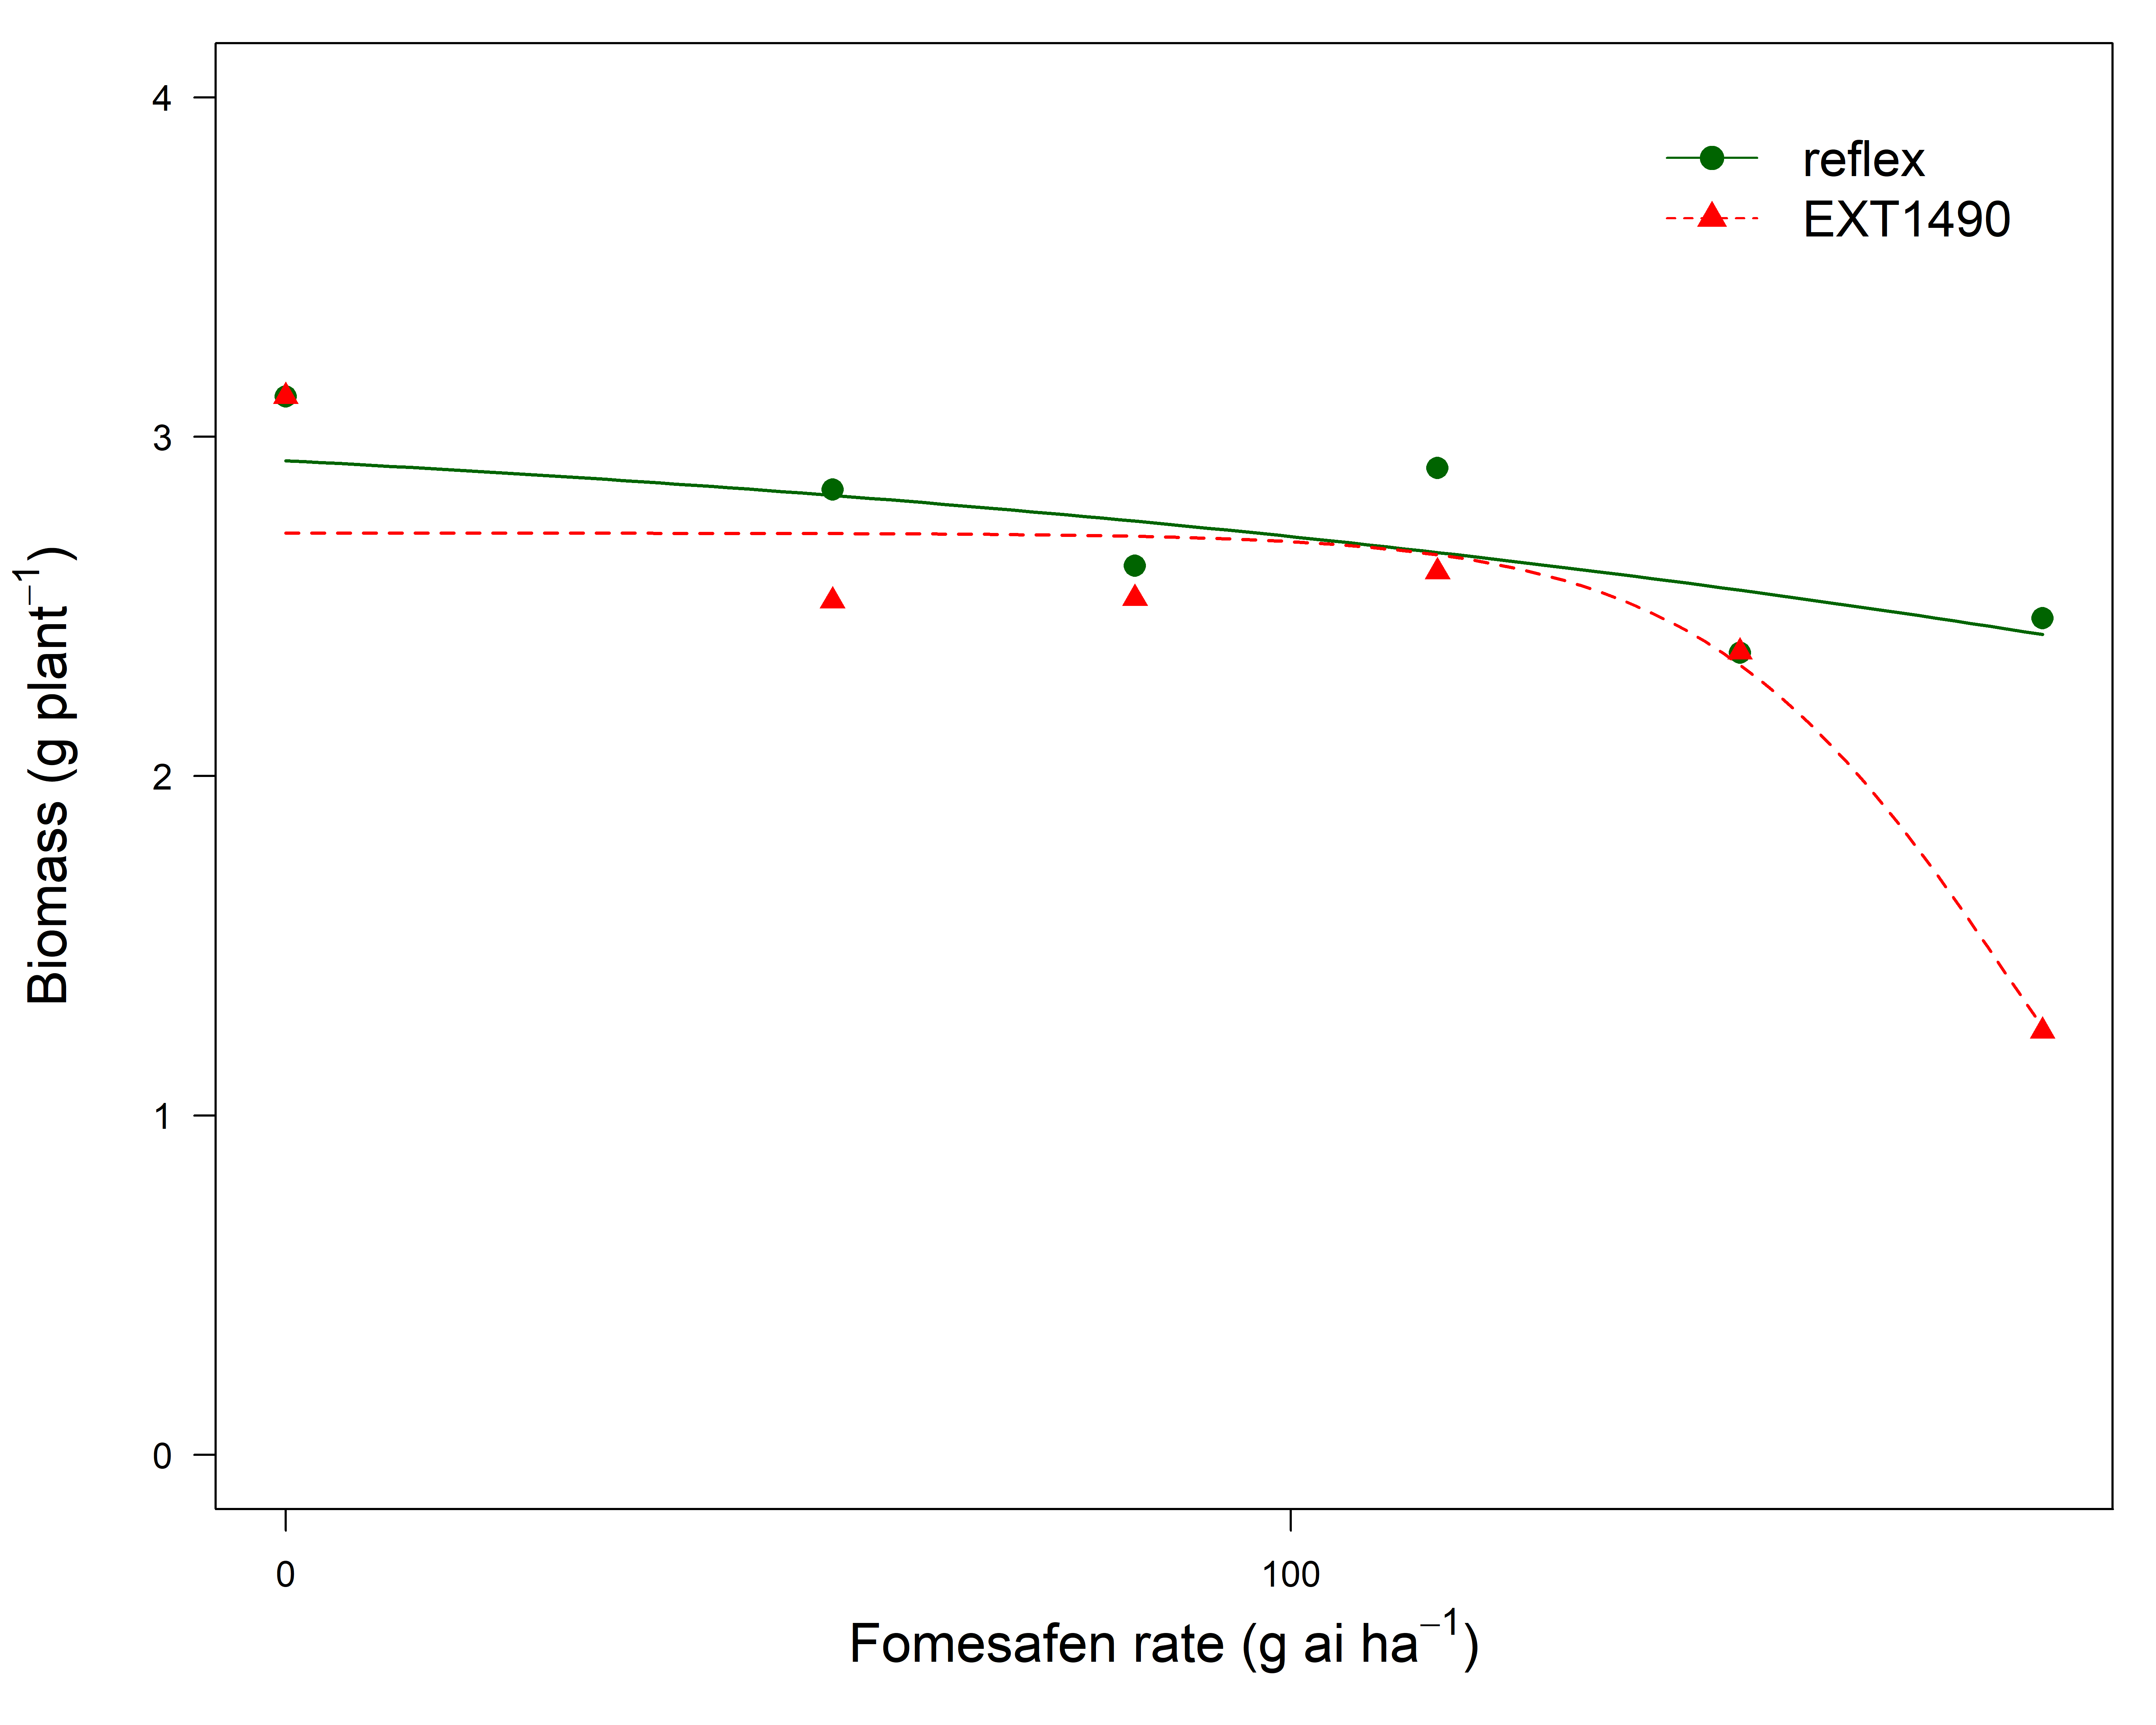 4
3
2
1
0
Biomass (g plant⁻¹)
reflex
EXT1490
0 100
Fomesafen rate (g ai ha⁻¹)